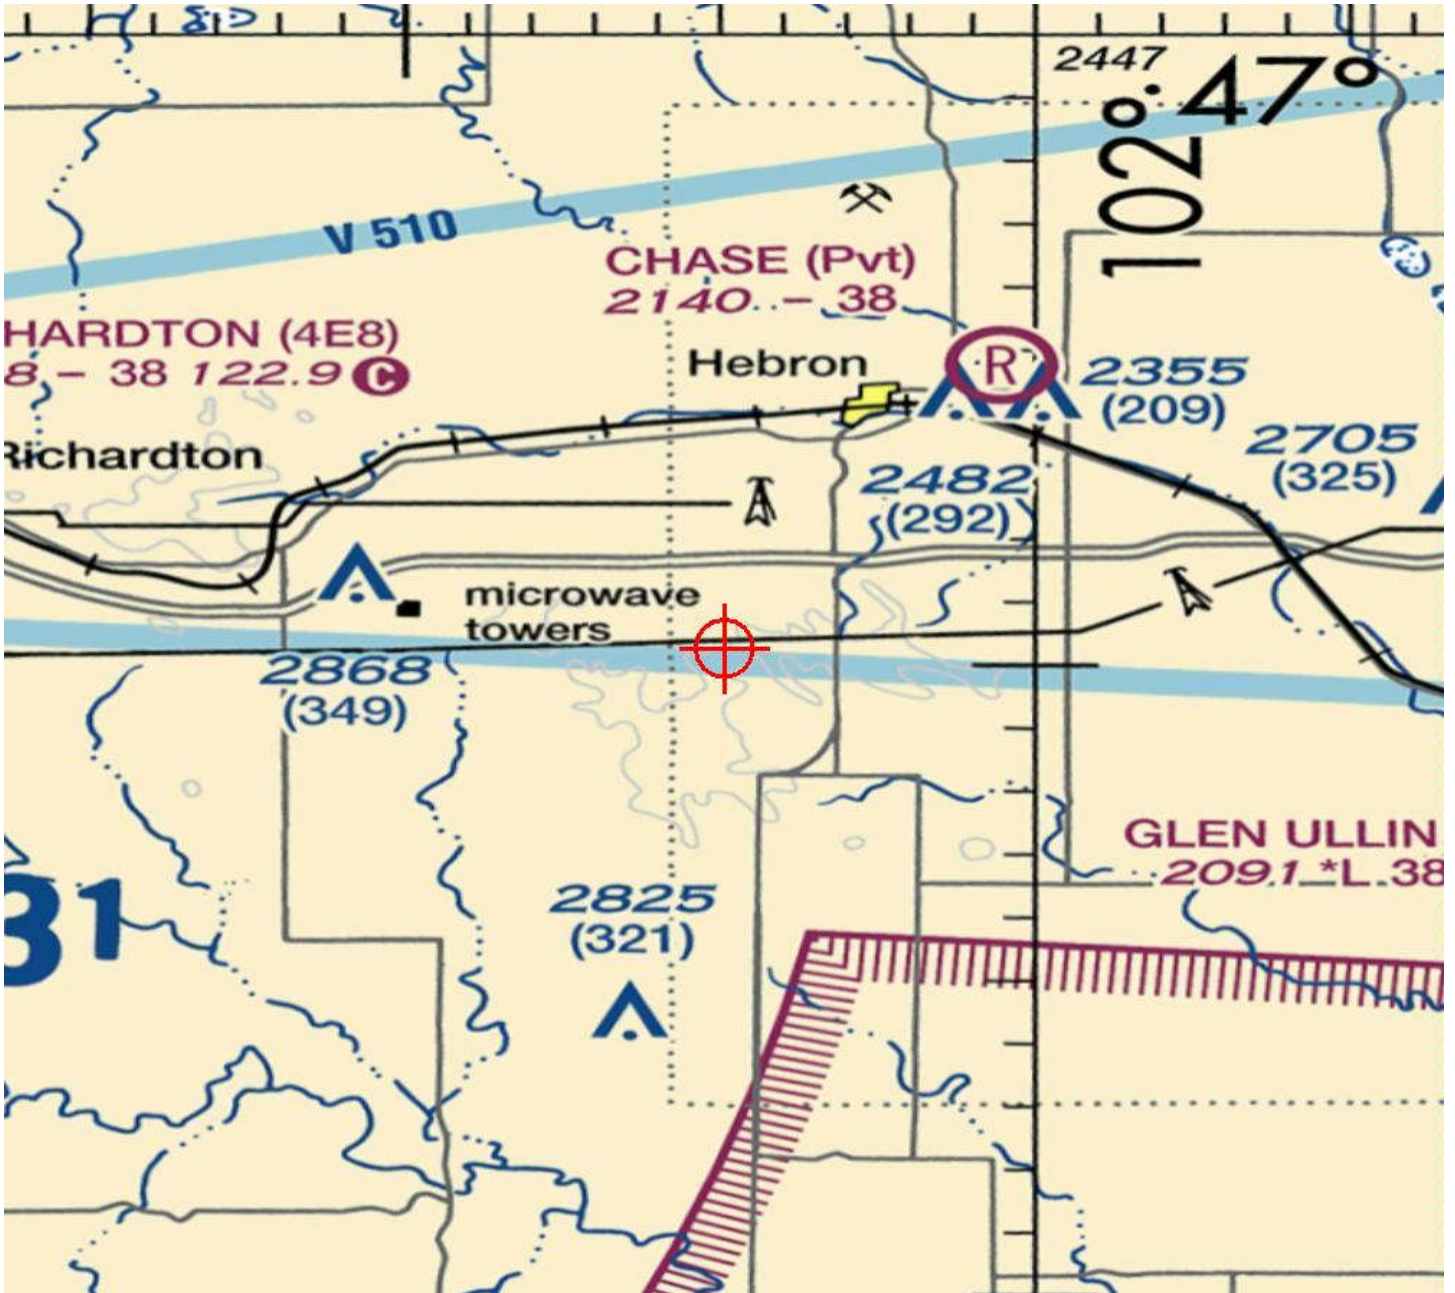 2447
47°
102°
V 510
CHASE (Pvt)
2140 – 38
HARDTON (4E8)
8 – 38 122.9 C
Hebron
R
2355
(209)
Richardton
2705
(325)
2482
(292)
microwave
towers
2868
(349)
GLEN ULLIN
2091 *L 38
31
2825
(321)